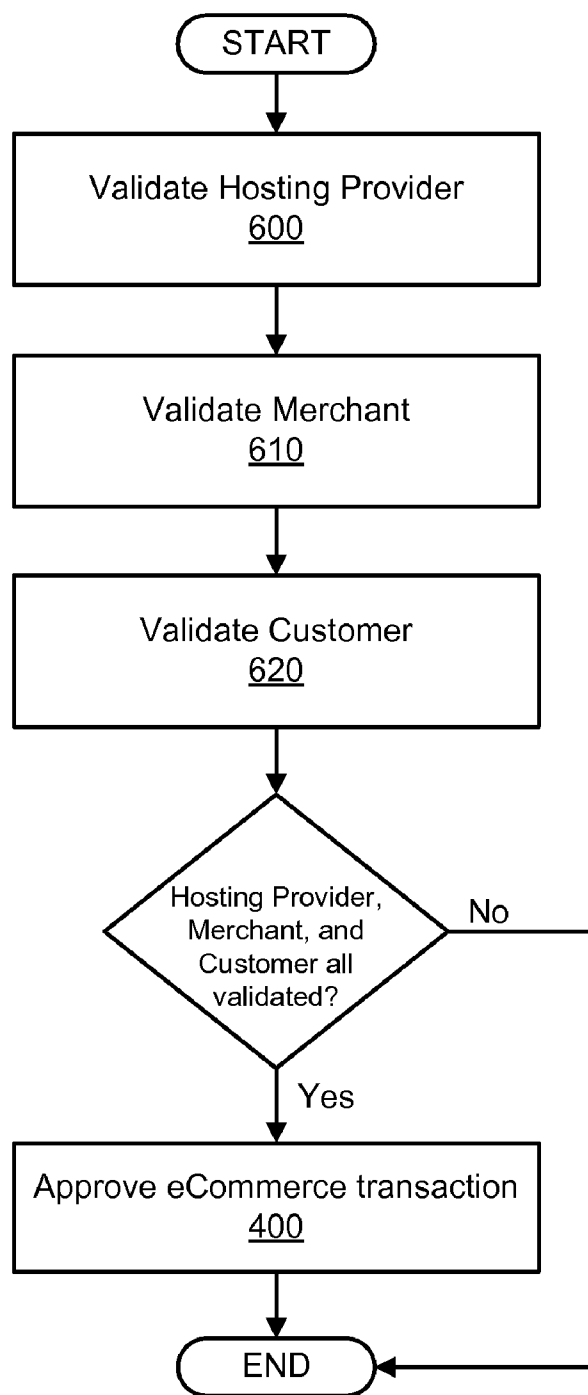 START
Validate Hosting Provider
600
Validate Merchant
610
Validate Customer
620
Hosting Provider,
Merchant, and
Customer all
validated?
No
Yes
Approve eCommerce transaction
400
END